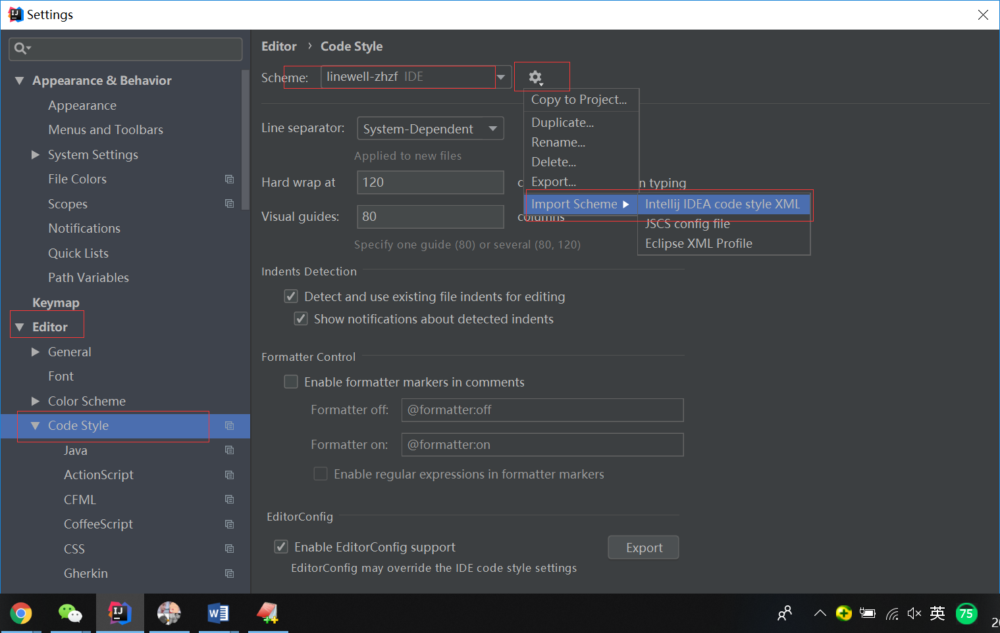 Settings
Appearance & Behavior
Appearance
Menus and Toolbars
System Settings
File Colors
Scopes
Notifications
Quick Lists
Path Variables
Keymap
Editor
General
Font
Color Scheme
Code Style
Java
ActionScript
CFML
CoffeeScript
CSS
Gherkin
Editor › Code Style
Scheme: linewell-zhzf IDE
Copy to Project...
Duplicate...
Rename...
Delete...
Export...
Import Scheme
Intellij IDEA code style XML
JSCS config file
Eclipse XML Profile
Line separator: System-Dependent
Applied to new files
Hard wrap at 120 c n typing
Visual guides: 80 columns
Specify one guide (80) or several (80, 120)
Indents Detection
Detect and use existing file indents for editing
Show notifications about detected indents
Formatter Control
Enable formatter markers in comments
Formatter off: @formatter:off
Formatter on: @formatter:on
Enable regular expressions in formatter markers
EditorConfig
Enable EditorConfig support
Export
EditorConfig may override the IDE code style settings
IJ
W
英
75
2